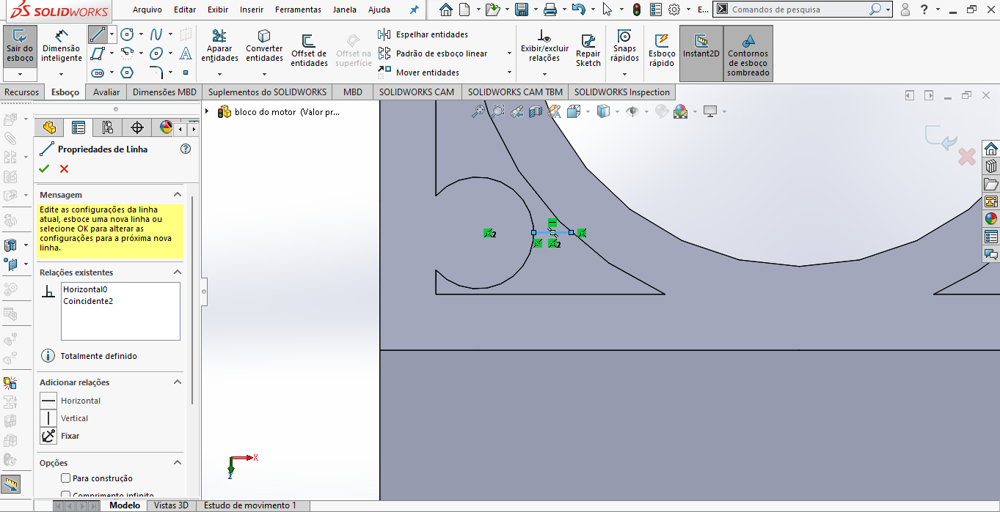 SOLIDWORKS
Arquivo Editar Exibir Inserir Ferramentas Janela Ajuda
E...
Comandos de pesquisa
?
Sair do esboço
Dimensão inteligente
Aparar entidades
Converter entidades
Offset de entidades
Offset na superfície
Espelhar entidades
Padrão de esboço linear
Mover entidades
Exibir/excluir relações
Repair Sketch
Snaps rápidos
Esboço rápido
Instant2D
Contornos de esboço sombreado
Recursos Esboço Avaliar Dimensões MBD Suplementos do SOLIDWORKS MBD SOLIDWORKS CAM SOLIDWORKS CAM TBM SOLIDWORKS Inspection
bloco do motor (Valor pr...
Propriedades de Linha
?
Mensagem
Edite as configurações da linha
atual, esboce uma nova linha ou
selecione OK para alterar as
configurações para a próxima nova
linha.
Relações existentes
Horizontal0
Coincidente2
Totalmente definido
Adicionar relações
Horizontal
Vertical
Fixar
Opções
Para construção
Comprimento infinito
2
2
X
Modelo Vistas 3D Estudo de movimento 1